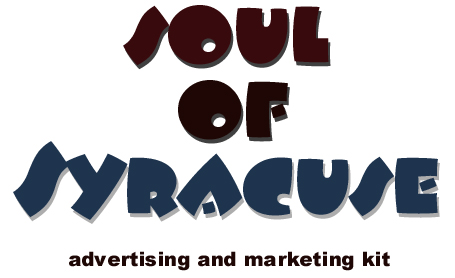 SOUL
OF
SYRACUSE
advertising and marketing kit